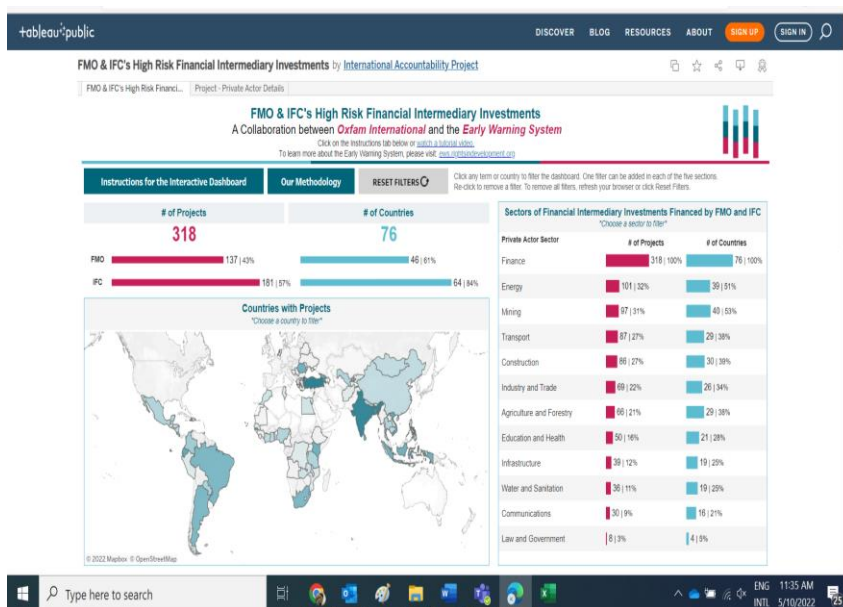 +ableau:public
DISCOVER BLOG RESOURCES ABOUT SIGN UP SIGN IN
FMO & IFC's High Risk Financial Intermediary Investments by International Accountability Project
FMO & IFC's High Risk Financi... Project - Private Actor Details
FMO & IFC's High Risk Financial Intermediary Investments
A Collaboration between Oxfam International and the Early Warning System
Click on the Instructions tab below or watch a tutorial video.
To learn more about the Early Warning System, please visit: ews.rightsindevelopment.org
Instructions for the Interactive Dashboard Our Methodology RESET FILTERS
Click any term or country to filter the dashboard. One filter can be added in each of the five sections.
Re-click to remove a filter. To remove all filters, refresh your browser or click Reset Filters.
# of Projects # of Countries
318 76
FMO 137 | 43% 46 | 61%
IFC 181 | 57% 64 | 84%
Countries with Projects
"Choose a country to filter"
© 2022 Mapbox © OpenStreetMap
Sectors of Financial Intermediary Investments Financed by FMO and IFC
"Choose a sector to filter"
Private Actor Sector # of Projects # of Countries
Finance 318 | 100% 76 | 100%
Energy 101 | 32% 39 | 51%
Mining 97 | 31% 40 | 53%
Transport 87 | 27% 29 | 38%
Construction 86 | 27% 30 | 39%
Industry and Trade 69 | 22% 26 | 34%
Agriculture and Forestry 66 | 21% 29 | 38%
Education and Health 50 | 16% 21 | 28%
Infrastructure 39 | 12% 19 | 25%
Water and Sanitation 36 | 11% 19 | 25%
Communications 30 | 9% 16 | 21%
Law and Government 8 | 3% 4 | 5%
Type here to search
ENG 11:35 AM
INTL 5/10/2022
25